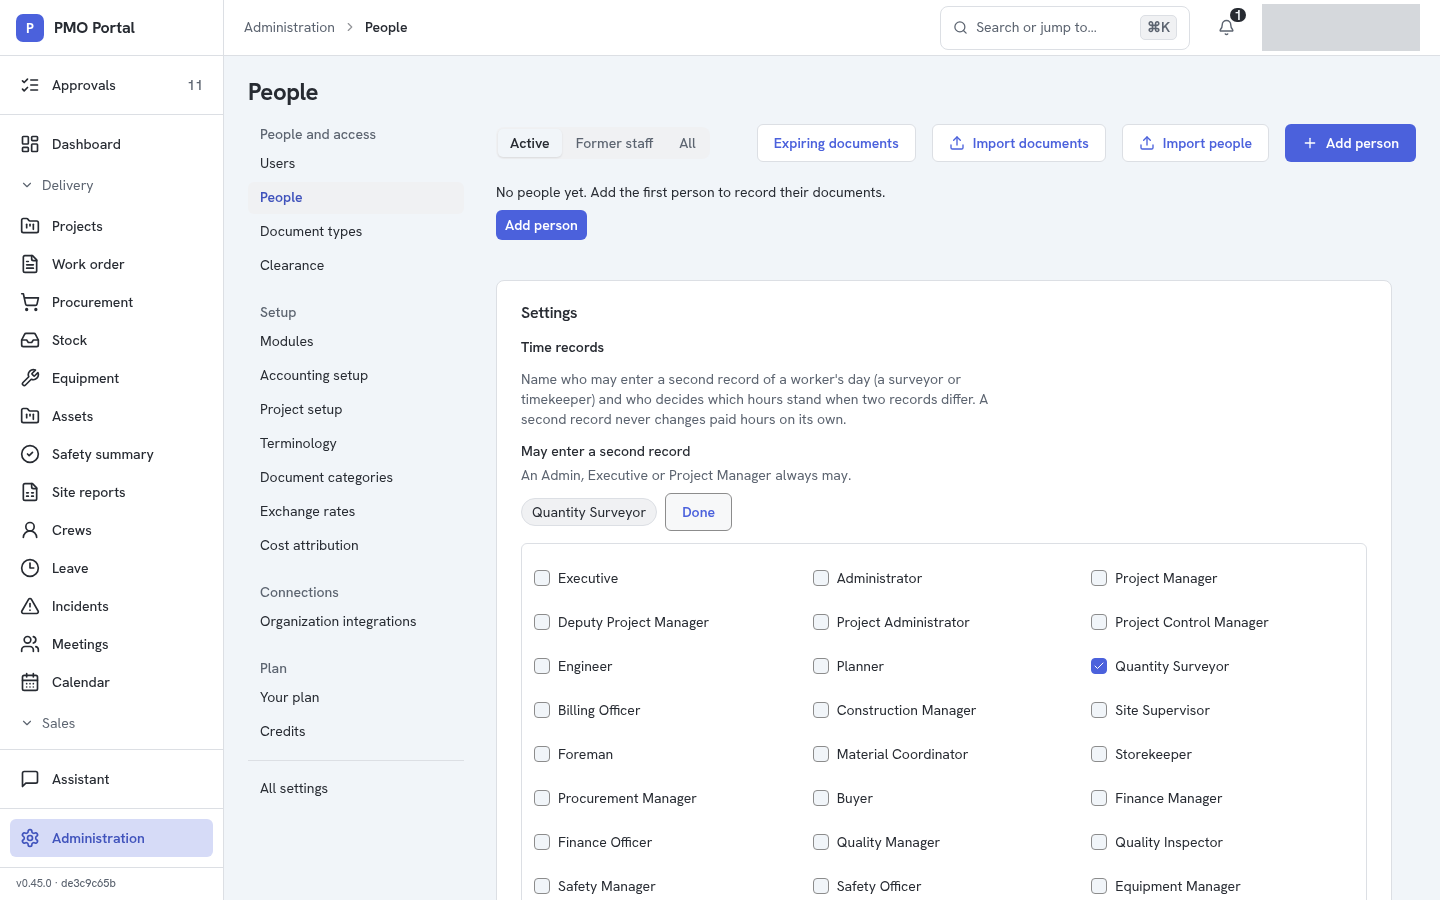 P PMO Portal
Administration > People
Search or jump to... ⌘K
1
Approvals 11
Dashboard
Delivery
Projects
Work order
Procurement
Stock
Equipment
Assets
Safety summary
Site reports
Crews
Leave
Incidents
Meetings
Calendar
Sales
Assistant
Administration
v0.45.0 · de3c9c65b
People
People and access
Users
People
Document types
Clearance
Setup
Modules
Accounting setup
Project setup
Terminology
Document categories
Exchange rates
Cost attribution
Connections
Organization integrations
Plan
Your plan
Credits
All settings
Active Former staff All
Expiring documents Import documents Import people Add person
No people yet. Add the first person to record their documents.
Add person
Settings
Time records
Name who may enter a second record of a worker's day (a surveyor or
timekeeper) and who decides which hours stand when two records differ. A
second record never changes paid hours on its own.
May enter a second record
An Admin, Executive or Project Manager always may.
Quantity Surveyor Done
Executive Administrator Project Manager
Deputy Project Manager Project Administrator Project Control Manager
Engineer Planner Quantity Surveyor
Billing Officer Construction Manager Site Supervisor
Foreman Material Coordinator Storekeeper
Procurement Manager Buyer Finance Manager
Finance Officer Quality Manager Quality Inspector
Safety Manager Safety Officer Equipment Manager